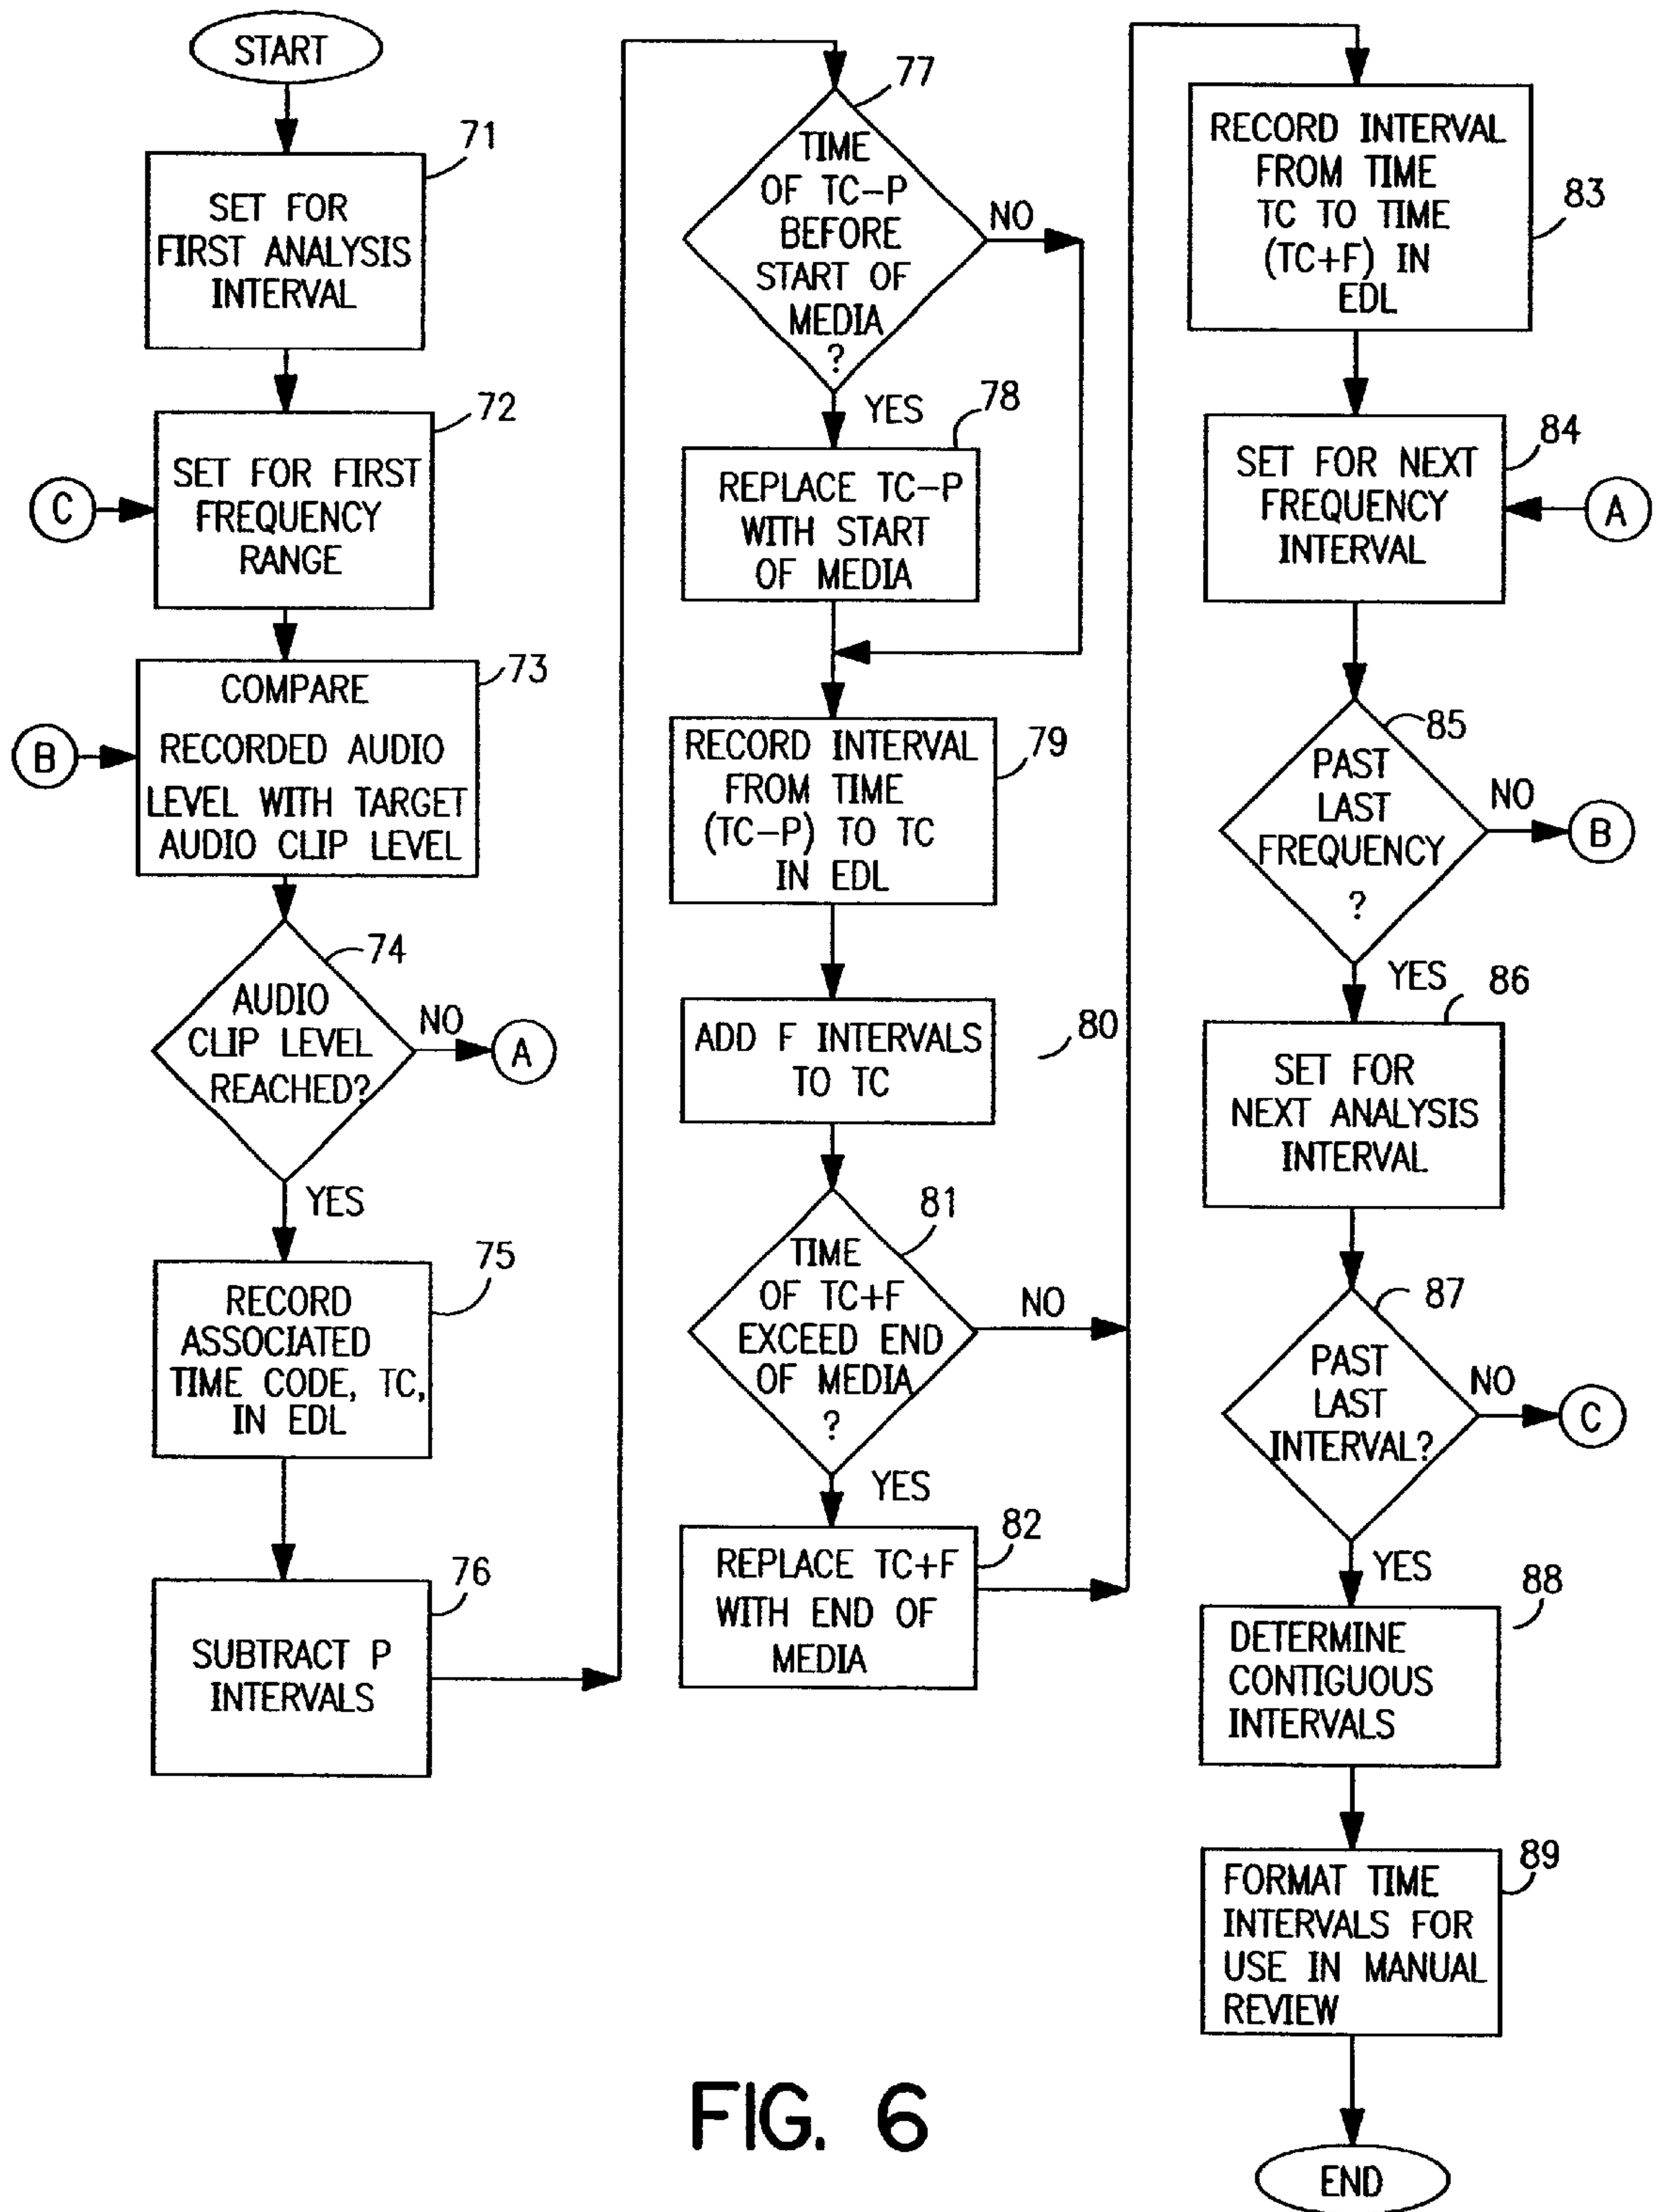 START
71
SET FOR
FIRST ANALYSIS
INTERVAL
72
C
SET FOR FIRST
FREQUENCY
RANGE
73
B
COMPARE
RECORDED AUDIO
LEVEL WITH TARGET
AUDIO CLIP LEVEL
74
AUDIO
CLIP LEVEL
REACHED?
NO
A
YES
75
RECORD
ASSOCIATED
TIME CODE, TC,
IN EDL
76
SUBTRACT P
INTERVALS
77
TIME
OF TC-P
BEFORE
START OF
MEDIA
?
NO
YES
78
REPLACE TC-P
WITH START
OF MEDIA
79
RECORD INTERVAL
FROM TIME
(TC-P) TO TC
IN EDL
80
ADD F INTERVALS
TO TC
81
TIME
OF TC+F
EXCEED END
OF MEDIA
?
NO
YES
82
REPLACE TC+F
WITH END OF
MEDIA
83
RECORD INTERVAL
FROM TIME
TC TO TIME
(TC+F) IN
EDL
84
SET FOR NEXT
FREQUENCY
INTERVAL
A
85
PAST
LAST
FREQUENCY
?
NO
B
YES
86
SET FOR
NEXT ANALYSIS
INTERVAL
87
PAST
LAST
INTERVAL?
NO
C
YES
88
DETERMINE
CONTIGUOUS
INTERVALS
89
FORMAT TIME
INTERVALS FOR
USE IN MANUAL
REVIEW
END
FIG. 6